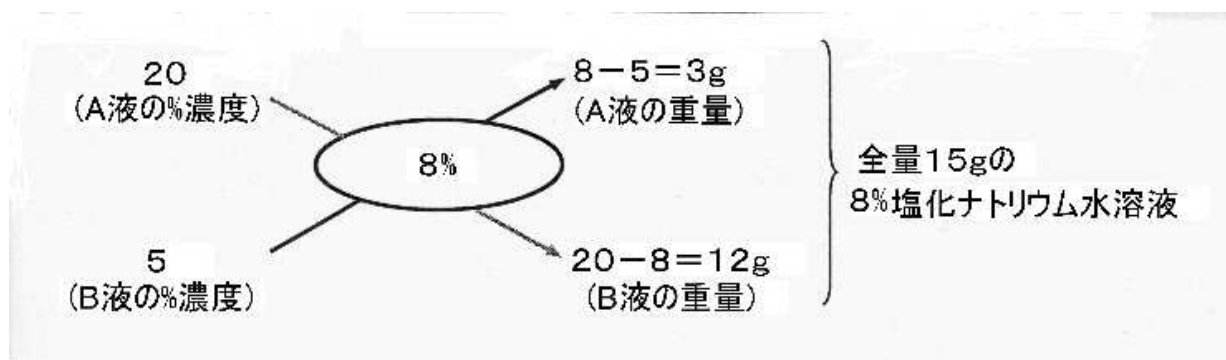 20
(A液の%濃度)
8－5＝3g
(A液の重量)
8%
全量15gの
8%塩化ナトリウム水溶液
5
(B液の%濃度)
20－8＝12g
(B液の重量)